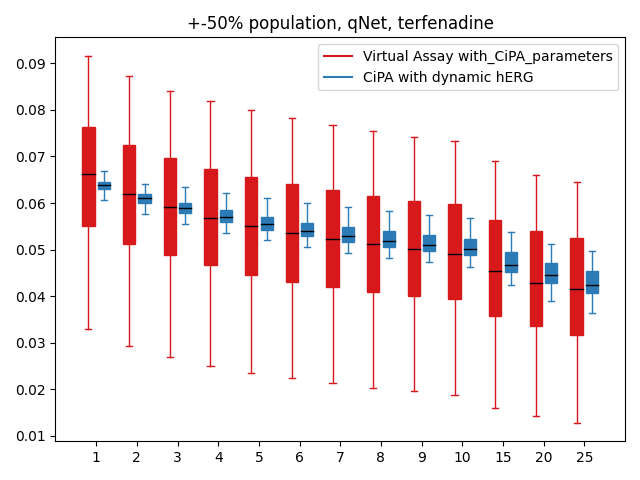 +-50% population, qNet, terfenadine
Virtual Assay with_CiPA_parameters
CiPA with dynamic hERG
0.09
0.08
0.07
0.06
0.05
0.04
0.03
0.02
0.01
1 2 3 4 5 6 7 8 9 10 15 20 25